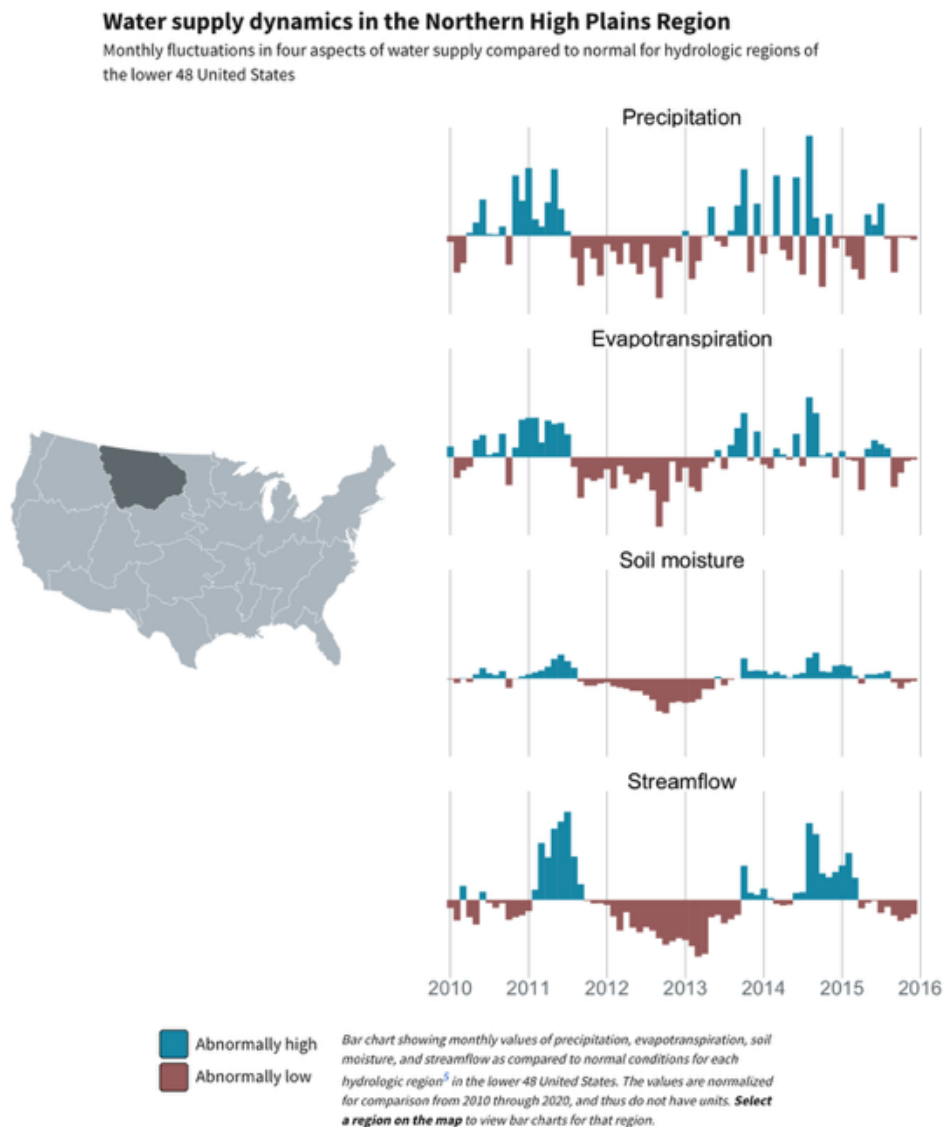 Water supply dynamics in the Northern High Plains Region
Monthly fluctuations in four aspects of water supply compared to normal for hydrologic regions of
the lower 48 United States
Precipitation
Evapotranspiration
Soil moisture
Streamflow
2010 2011 2012 2013 2014 2015 2016
Abnormally high
Abnormally low
Bar chart showing monthly values of precipitation, evapotranspiration, soil
moisture, and streamflow as compared to normal conditions for each
hydrologic region5 in the lower 48 United States. The values are normalized
for comparison from 2010 through 2020, and thus do not have units. Select
a region on the map to view bar charts for that region.